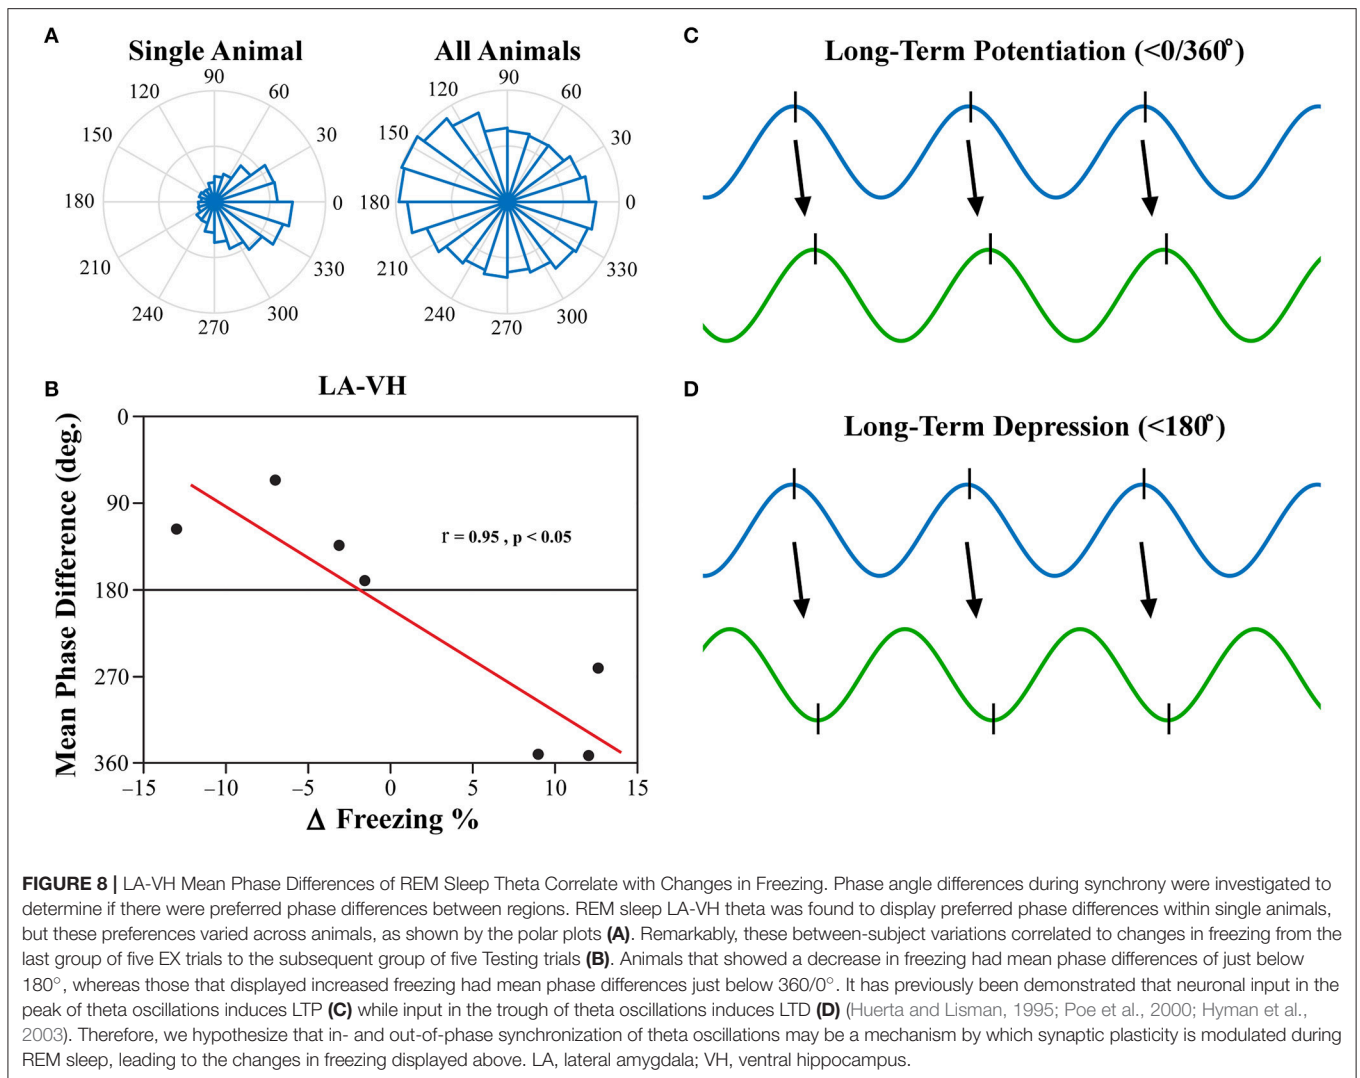 A
Single Animal
90
60
30
0
330
300
270
240
210
180
150
120
All Animals
90
60
30
0
330
300
270
240
210
180
150
120
B
LA-VH
Mean Phase Difference (deg.)
0
90
180
270
360
r = 0.95 , p < 0.05
−15
−10
−5
0
5
10
15
Δ Freezing %
C
Long-Term Potentiation (<0/360°)
D
Long-Term Depression (<180°)
FIGURE 8 | LA-VH Mean Phase Differences of REM Sleep Theta Correlate with Changes in Freezing. Phase angle differences during synchrony were investigated to
determine if there were preferred phase differences between regions. REM sleep LA-VH theta was found to display preferred phase differences within single animals,
but these preferences varied across animals, as shown by the polar plots (A). Remarkably, these between-subject variations correlated to changes in freezing from the
last group of five EX trials to the subsequent group of five Testing trials (B). Animals that showed a decrease in freezing had mean phase differences of just below
180°, whereas those that displayed increased freezing had mean phase differences just below 360/0°. It has previously been demonstrated that neuronal input in the
peak of theta oscillations induces LTP (C) while input in the trough of theta oscillations induces LTD (D) (Huerta and Lisman, 1995; Poe et al., 2000; Hyman et al.,
2003). Therefore, we hypothesize that in- and out-of-phase synchronization of theta oscillations may be a mechanism by which synaptic plasticity is modulated during
REM sleep, leading to the changes in freezing displayed above. LA, lateral amygdala; VH, ventral hippocampus.